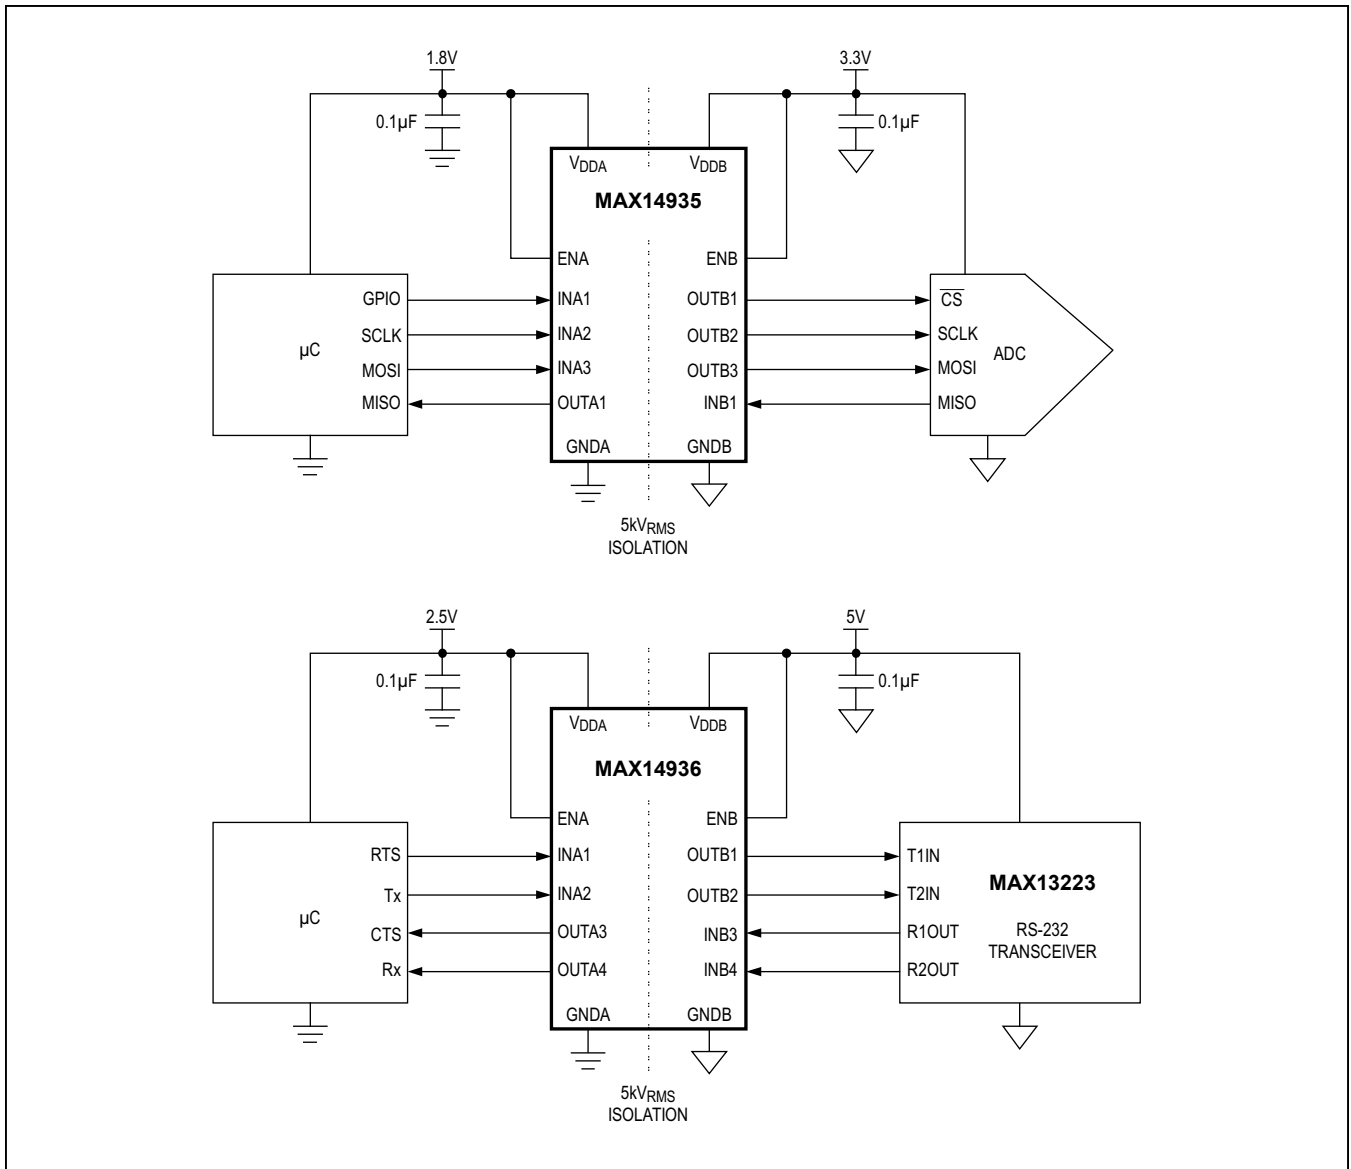 1.8V
3.3V
0.1µF
0.1µF
VDDA
VDDB
MAX14935
ENA
ENB
GPIO
INA1
OUTB1
CS
SCLK
INA2
OUTB2
SCLK
µC
ADC
MOSI
INA3
OUTB3
MOSI
MISO
OUTA1
INB1
MISO
GNDA
GNDB
5kVRMS
ISOLATION
2.5V
5V
0.1µF
0.1µF
VDDA
VDDB
MAX14936
ENA
ENB
RTS
INA1
OUTB1
T1IN
MAX13223
Tx
INA2
OUTB2
T2IN
µC
CTS
OUTA3
INB3
R1OUT
RS-232
TRANSCEIVER
Rx
OUTA4
INB4
R2OUT
GNDA
GNDB
5kVRMS
ISOLATION